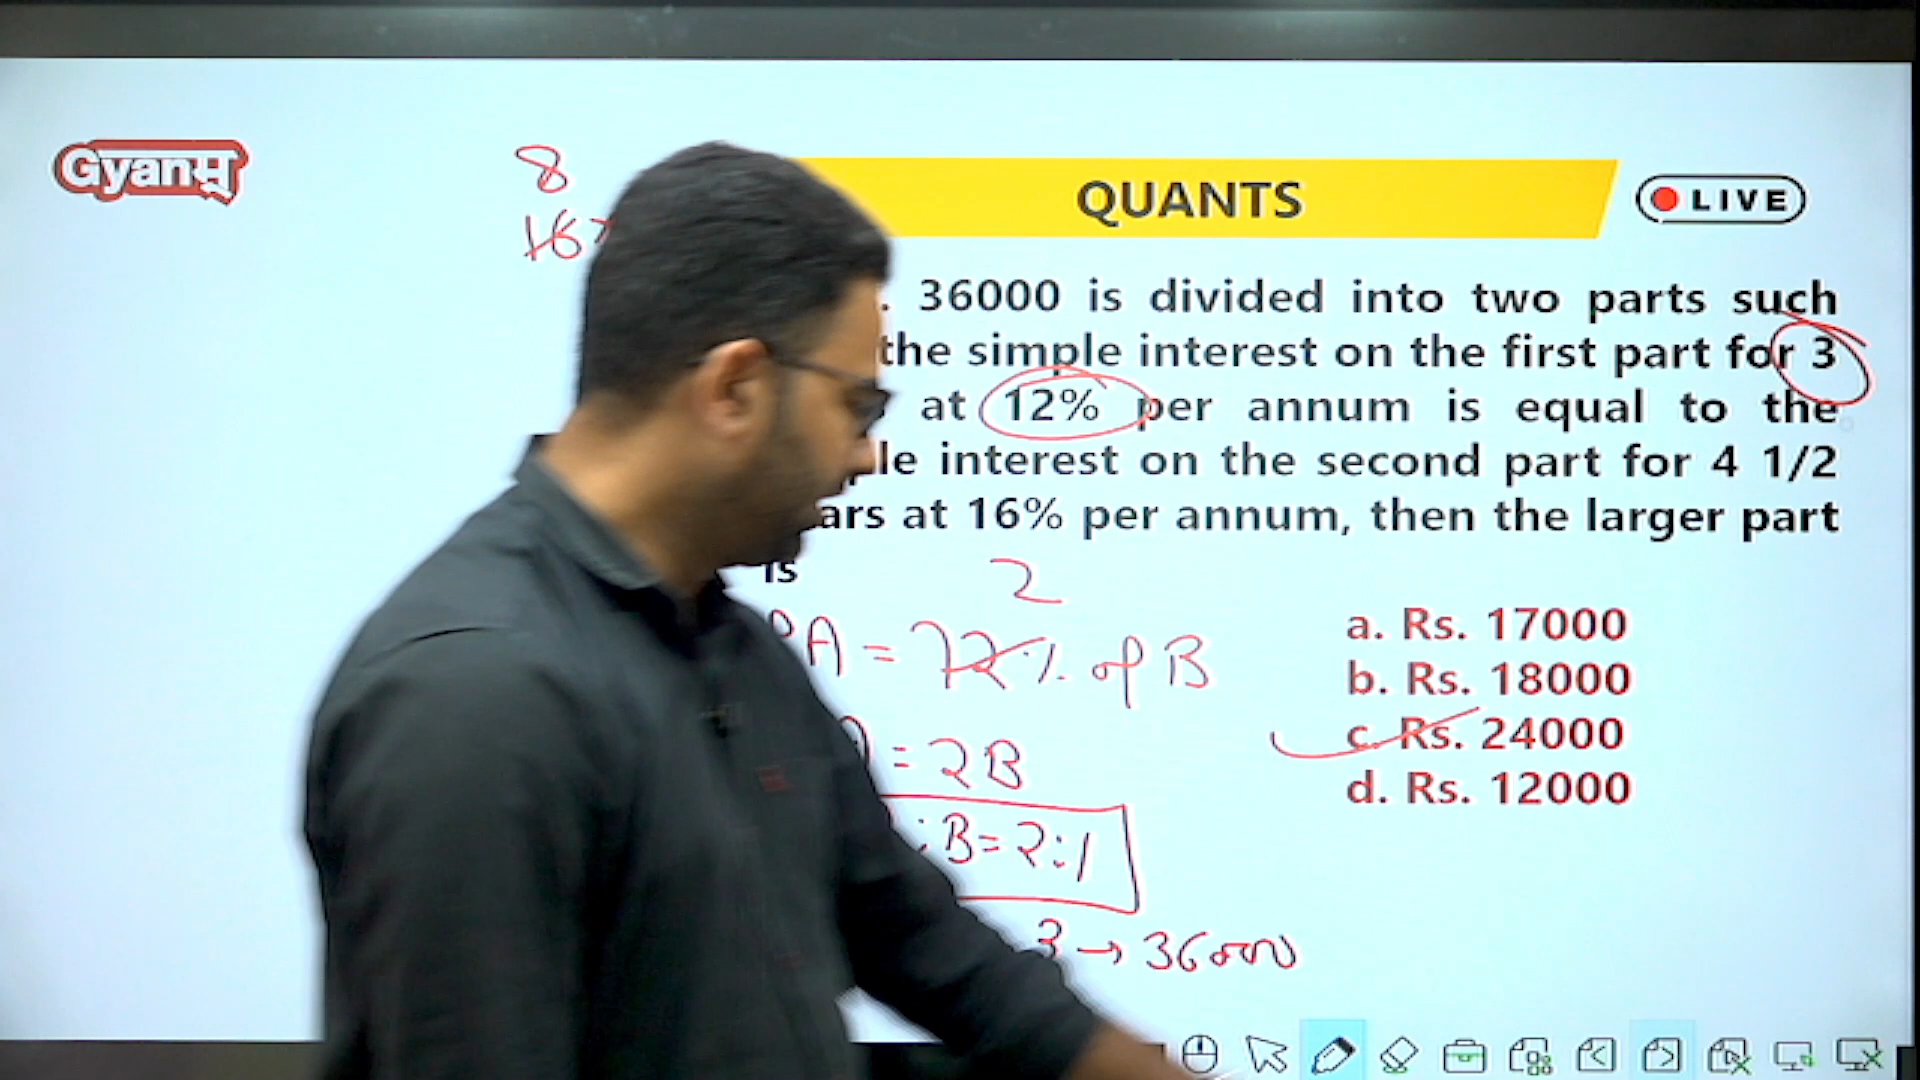 Gyanम्
8
16×
QUANTS
LIVE
. 36000 is divided into two parts such
the simple interest on the first part for 3
at 12% per annum is equal to the
le interest on the second part for 4 1/2
ars at 16% per annum, then the larger part
is
2
A = 72% of B
= 2B
: B = 2:1
3 → 36000
a. Rs. 17000
b. Rs. 18000
c. Rs. 24000
d. Rs. 12000